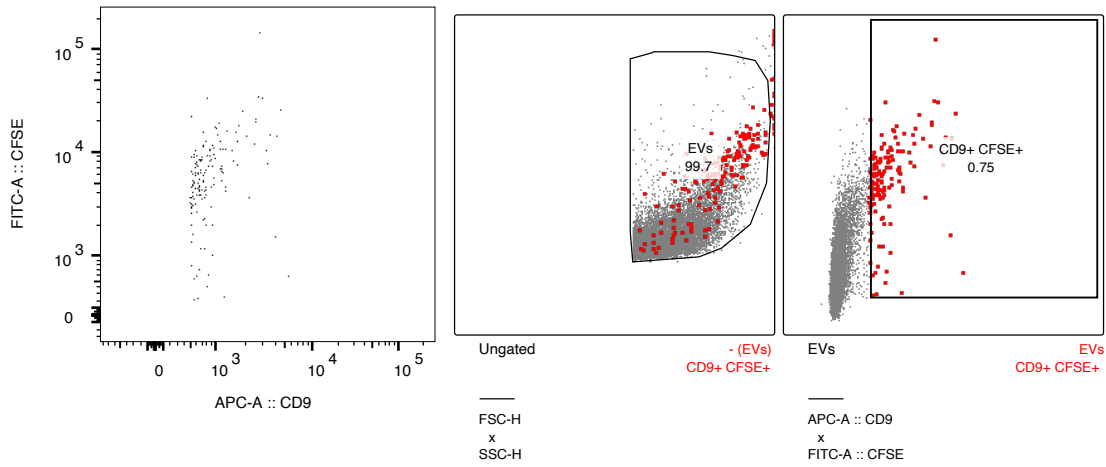 FITC-A :: CFSE
10 5
10 4
10 3
0
0
10 3
10 4
10 5
APC-A :: CD9
EVs
99.7
Ungated
- (EVs)
CD9+ CFSE+
FSC-H
x
SSC-H
CD9+ CFSE+
0.75
EVs
EVs
CD9+ CFSE+
APC-A :: CD9
x
FITC-A :: CFSE